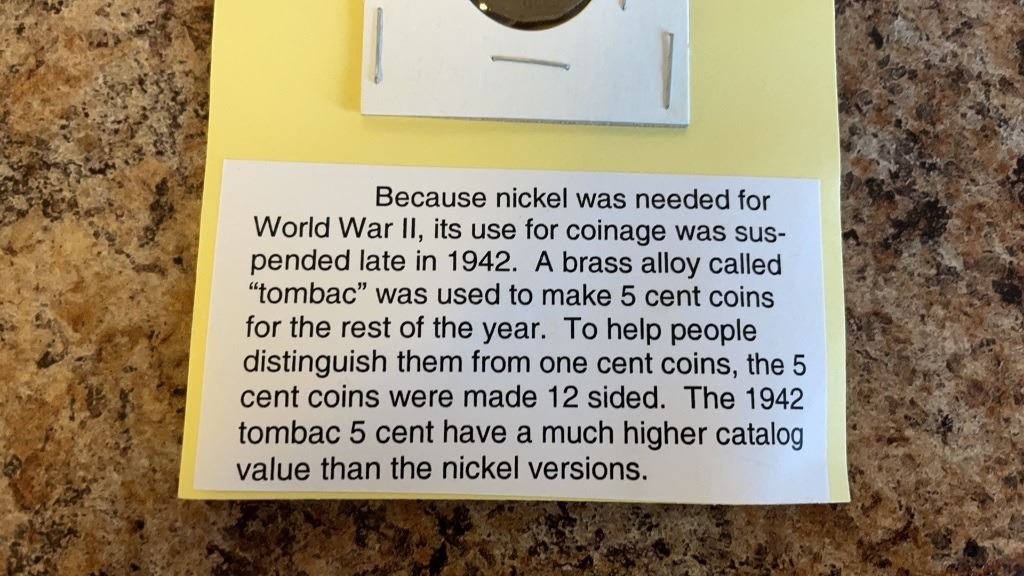 Because nickel was needed for
World War II, its use for coinage was sus-
pended late in 1942.  A brass alloy called
“tombac” was used to make 5 cent coins
for the rest of the year.  To help people
distinguish them from one cent coins, the 5
cent coins were made 12 sided.  The 1942
tombac 5 cent have a much higher catalog
value than the nickel versions.